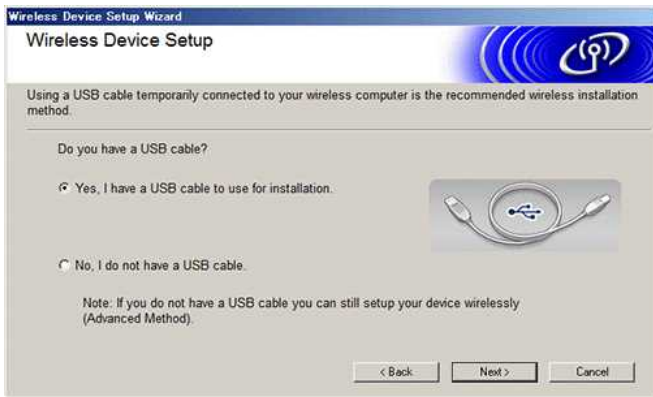 Wireless Device Setup Wizard
Wireless Device Setup
Using a USB cable temporarily connected to your wireless computer is the recommended wireless installation
method.
Do you have a USB cable?
Yes, I have a USB cable to use for installation.
No, I do not have a USB cable.
Note: If you do not have a USB cable you can still setup your device wirelessly
(Advanced Method).
< Back Next > Cancel